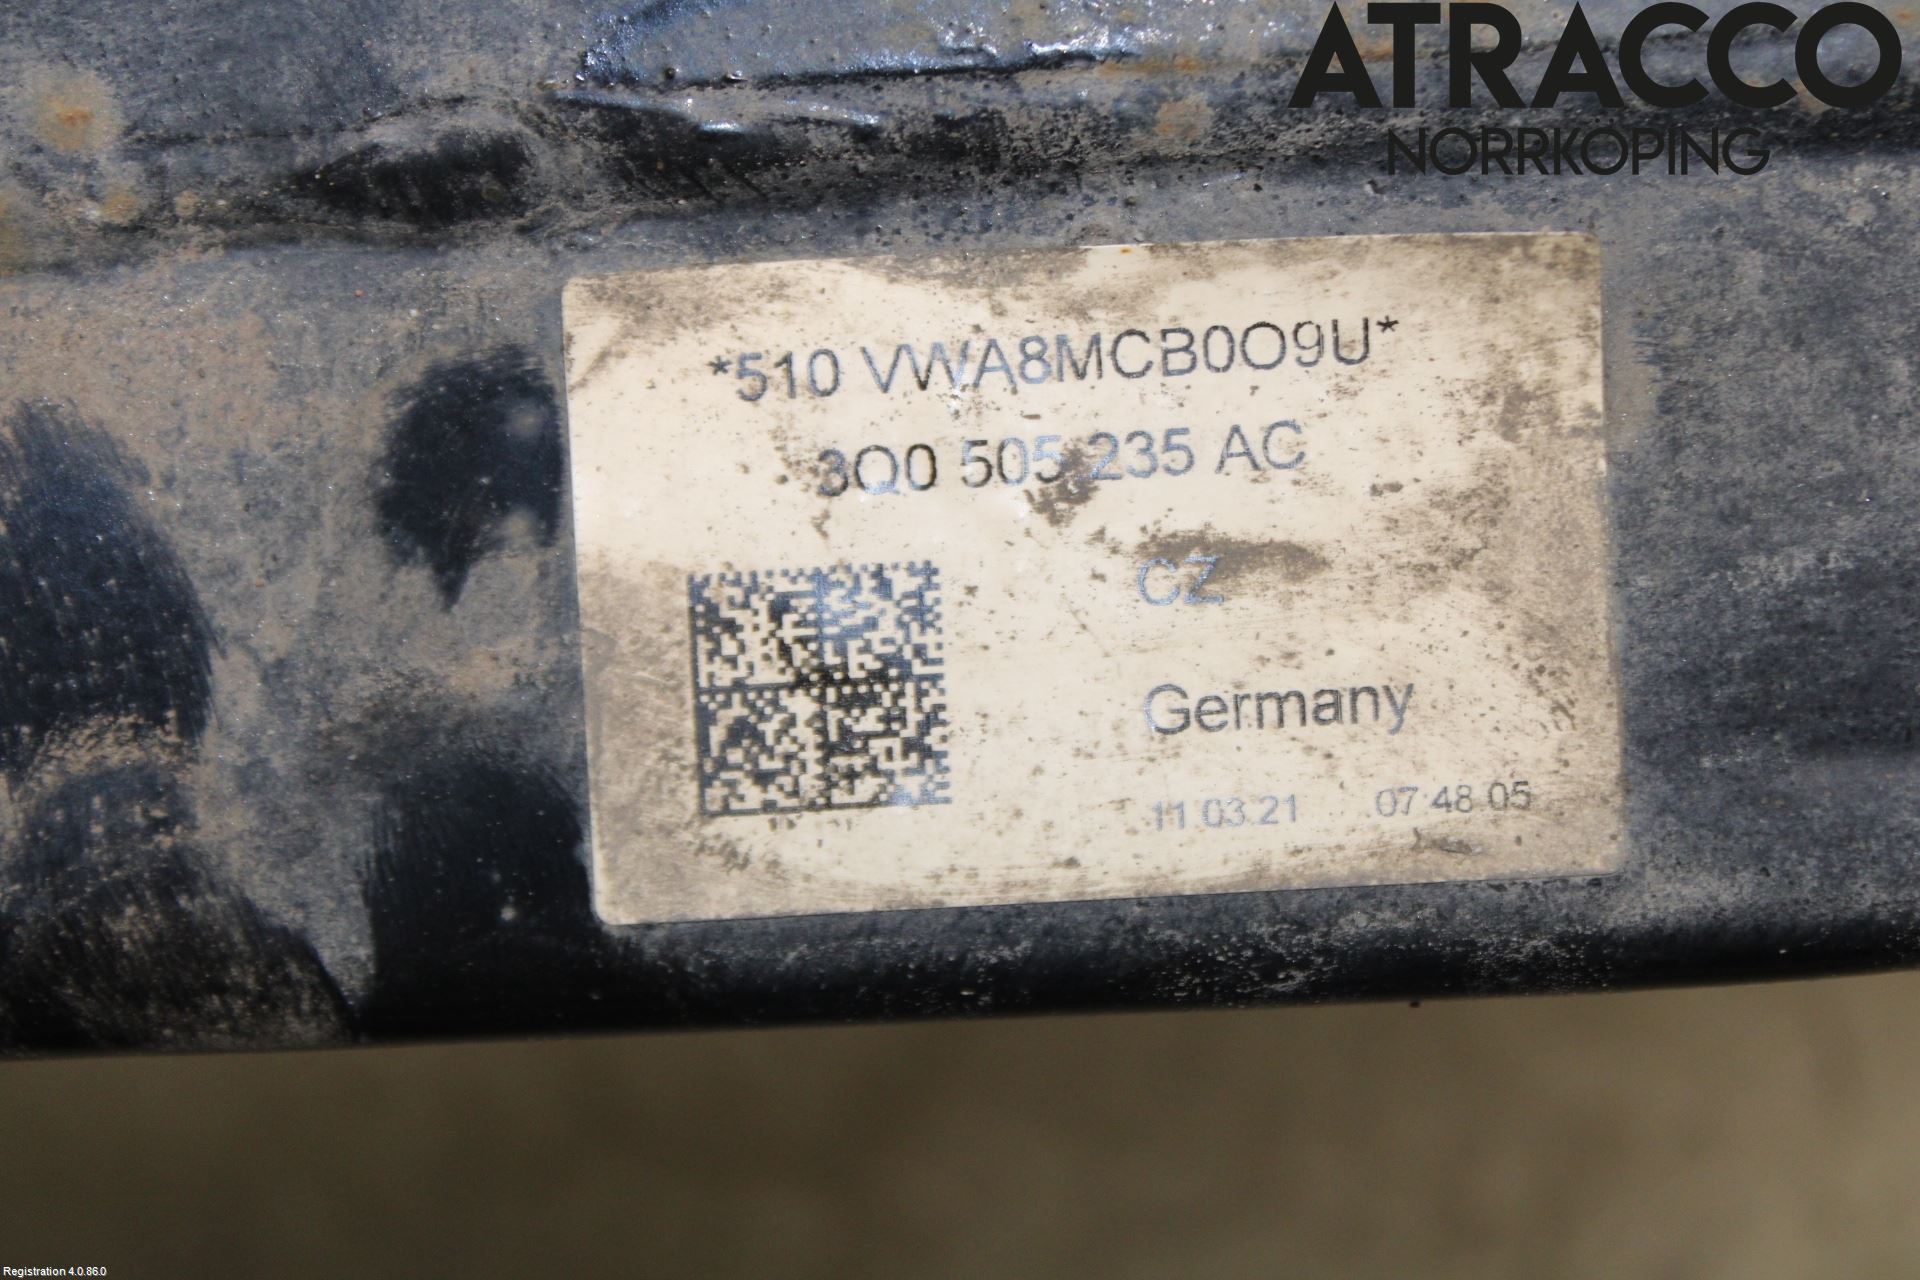 ATRACCO
NORRKÖPING
*510 VWA8MCB0O9U*
3Q0 505 235 AC
CZ
Germany
11.03.21 07:48:05
Registration 4.0.86.0